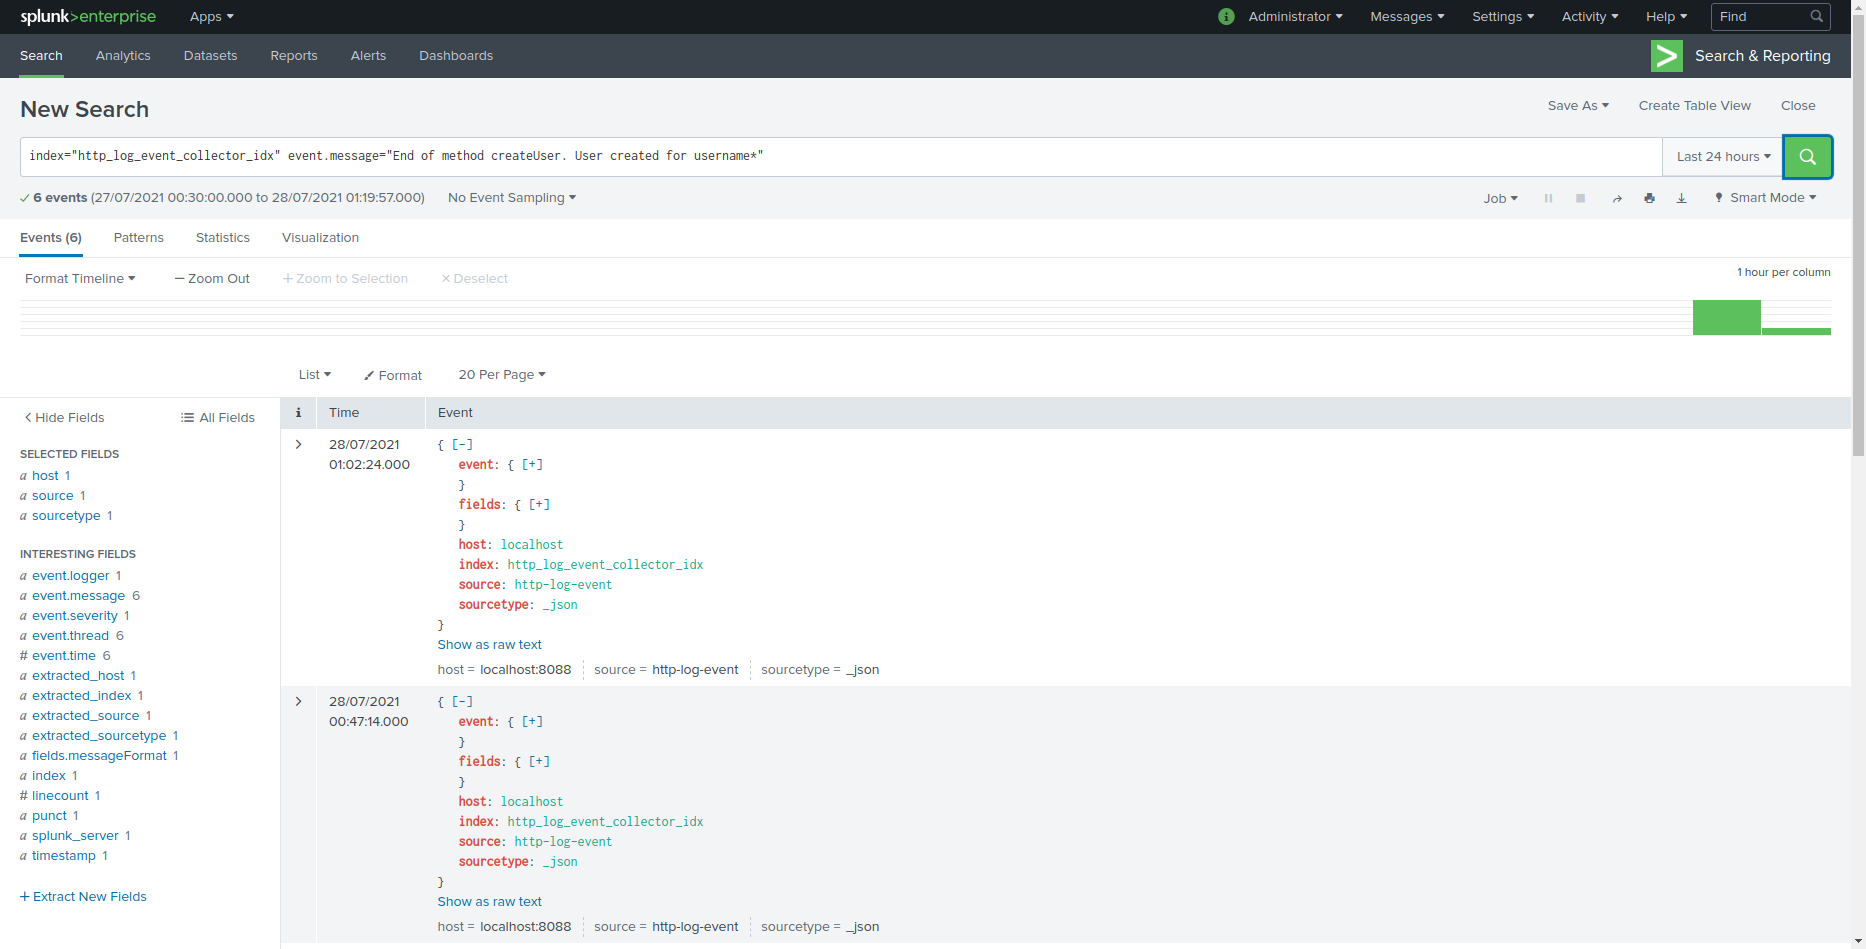 splunk>enterprise Apps Administrator Messages Settings Activity Help Find
Search Analytics Datasets Reports Alerts Dashboards Search & Reporting
New Search Save As Create Table View Close
index="http_log_event_collector_idx" event.message="End of method createUser. User created for username*" Last 24 hours
6 events (27/07/2021 00:30:00.000 to 28/07/2021 01:19:57.000) No Event Sampling Job Smart Mode
Events (6) Patterns Statistics Visualization
Format Timeline — Zoom Out + Zoom to Selection × Deselect 1 hour per column
List Format 20 Per Page
< Hide Fields All Fields
SELECTED FIELDS
a host 1
a source 1
a sourcetype 1
INTERESTING FIELDS
a event.logger 1
a event.message 6
a event.severity 1
a event.thread 6
# event.time 6
a extracted_host 1
a extracted_index 1
a extracted_source 1
a extracted_sourcetype 1
a fields.messageFormat 1
a index 1
# linecount 1
a punct 1
a splunk_server 1
a timestamp 1
+ Extract New Fields
i Time Event
> 28/07/2021 { [-]
01:02:24.000 event: { [+]
}
fields: { [+]
}
host: localhost
index: http_log_event_collector_idx
source: http-log-event
sourcetype: _json
}
Show as raw text
host = localhost:8088 source = http-log-event sourcetype = _json
> 28/07/2021 { [-]
00:47:14.000 event: { [+]
}
fields: { [+]
}
host: localhost
index: http_log_event_collector_idx
source: http-log-event
sourcetype: _json
}
Show as raw text
host = localhost:8088 source = http-log-event sourcetype = _json